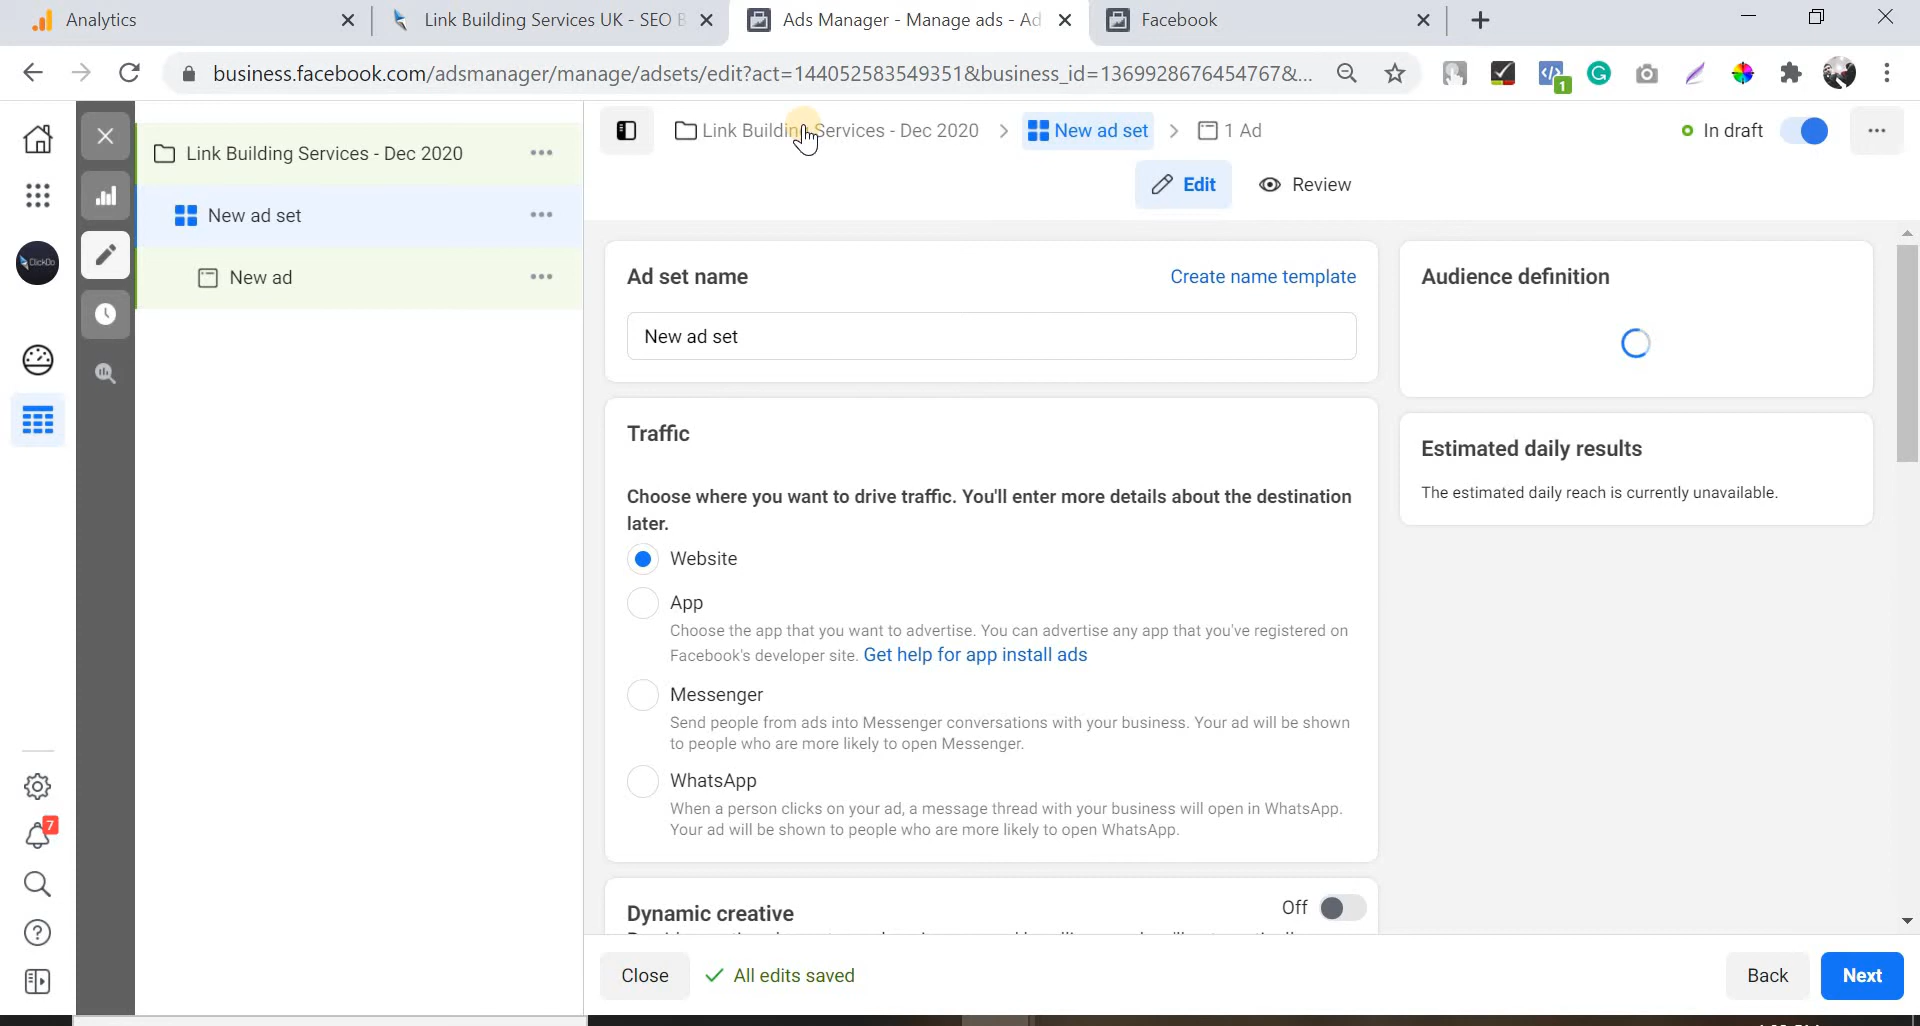 Analytics
Link Building Services UK - SEO B
Ads Manager - Manage ads - Ad
Facebook
business.facebook.com/adsmanager/manage/adsets/edit?act=144052583549351&business_id=1369928676454767&...
1
Link Building Services - Dec 2020
New ad set
1 Ad
In draft
Link Building Services - Dec 2020
New ad set
New ad
Edit
Review
ClickDo
Ad set name
Create name template
New ad set
Audience definition
Traffic
Choose where you want to drive traffic. You'll enter more details about the destination
later.
Website
App
Choose the app that you want to advertise. You can advertise any app that you've registered on
Facebook's developer site. Get help for app install ads
Messenger
Send people from ads into Messenger conversations with your business. Your ad will be shown
to people who are more likely to open Messenger.
WhatsApp
When a person clicks on your ad, a message thread with your business will open in WhatsApp.
Your ad will be shown to people who are more likely to open WhatsApp.
Estimated daily results
The estimated daily reach is currently unavailable.
Dynamic creative
Off
7
Close
All edits saved
Back
Next